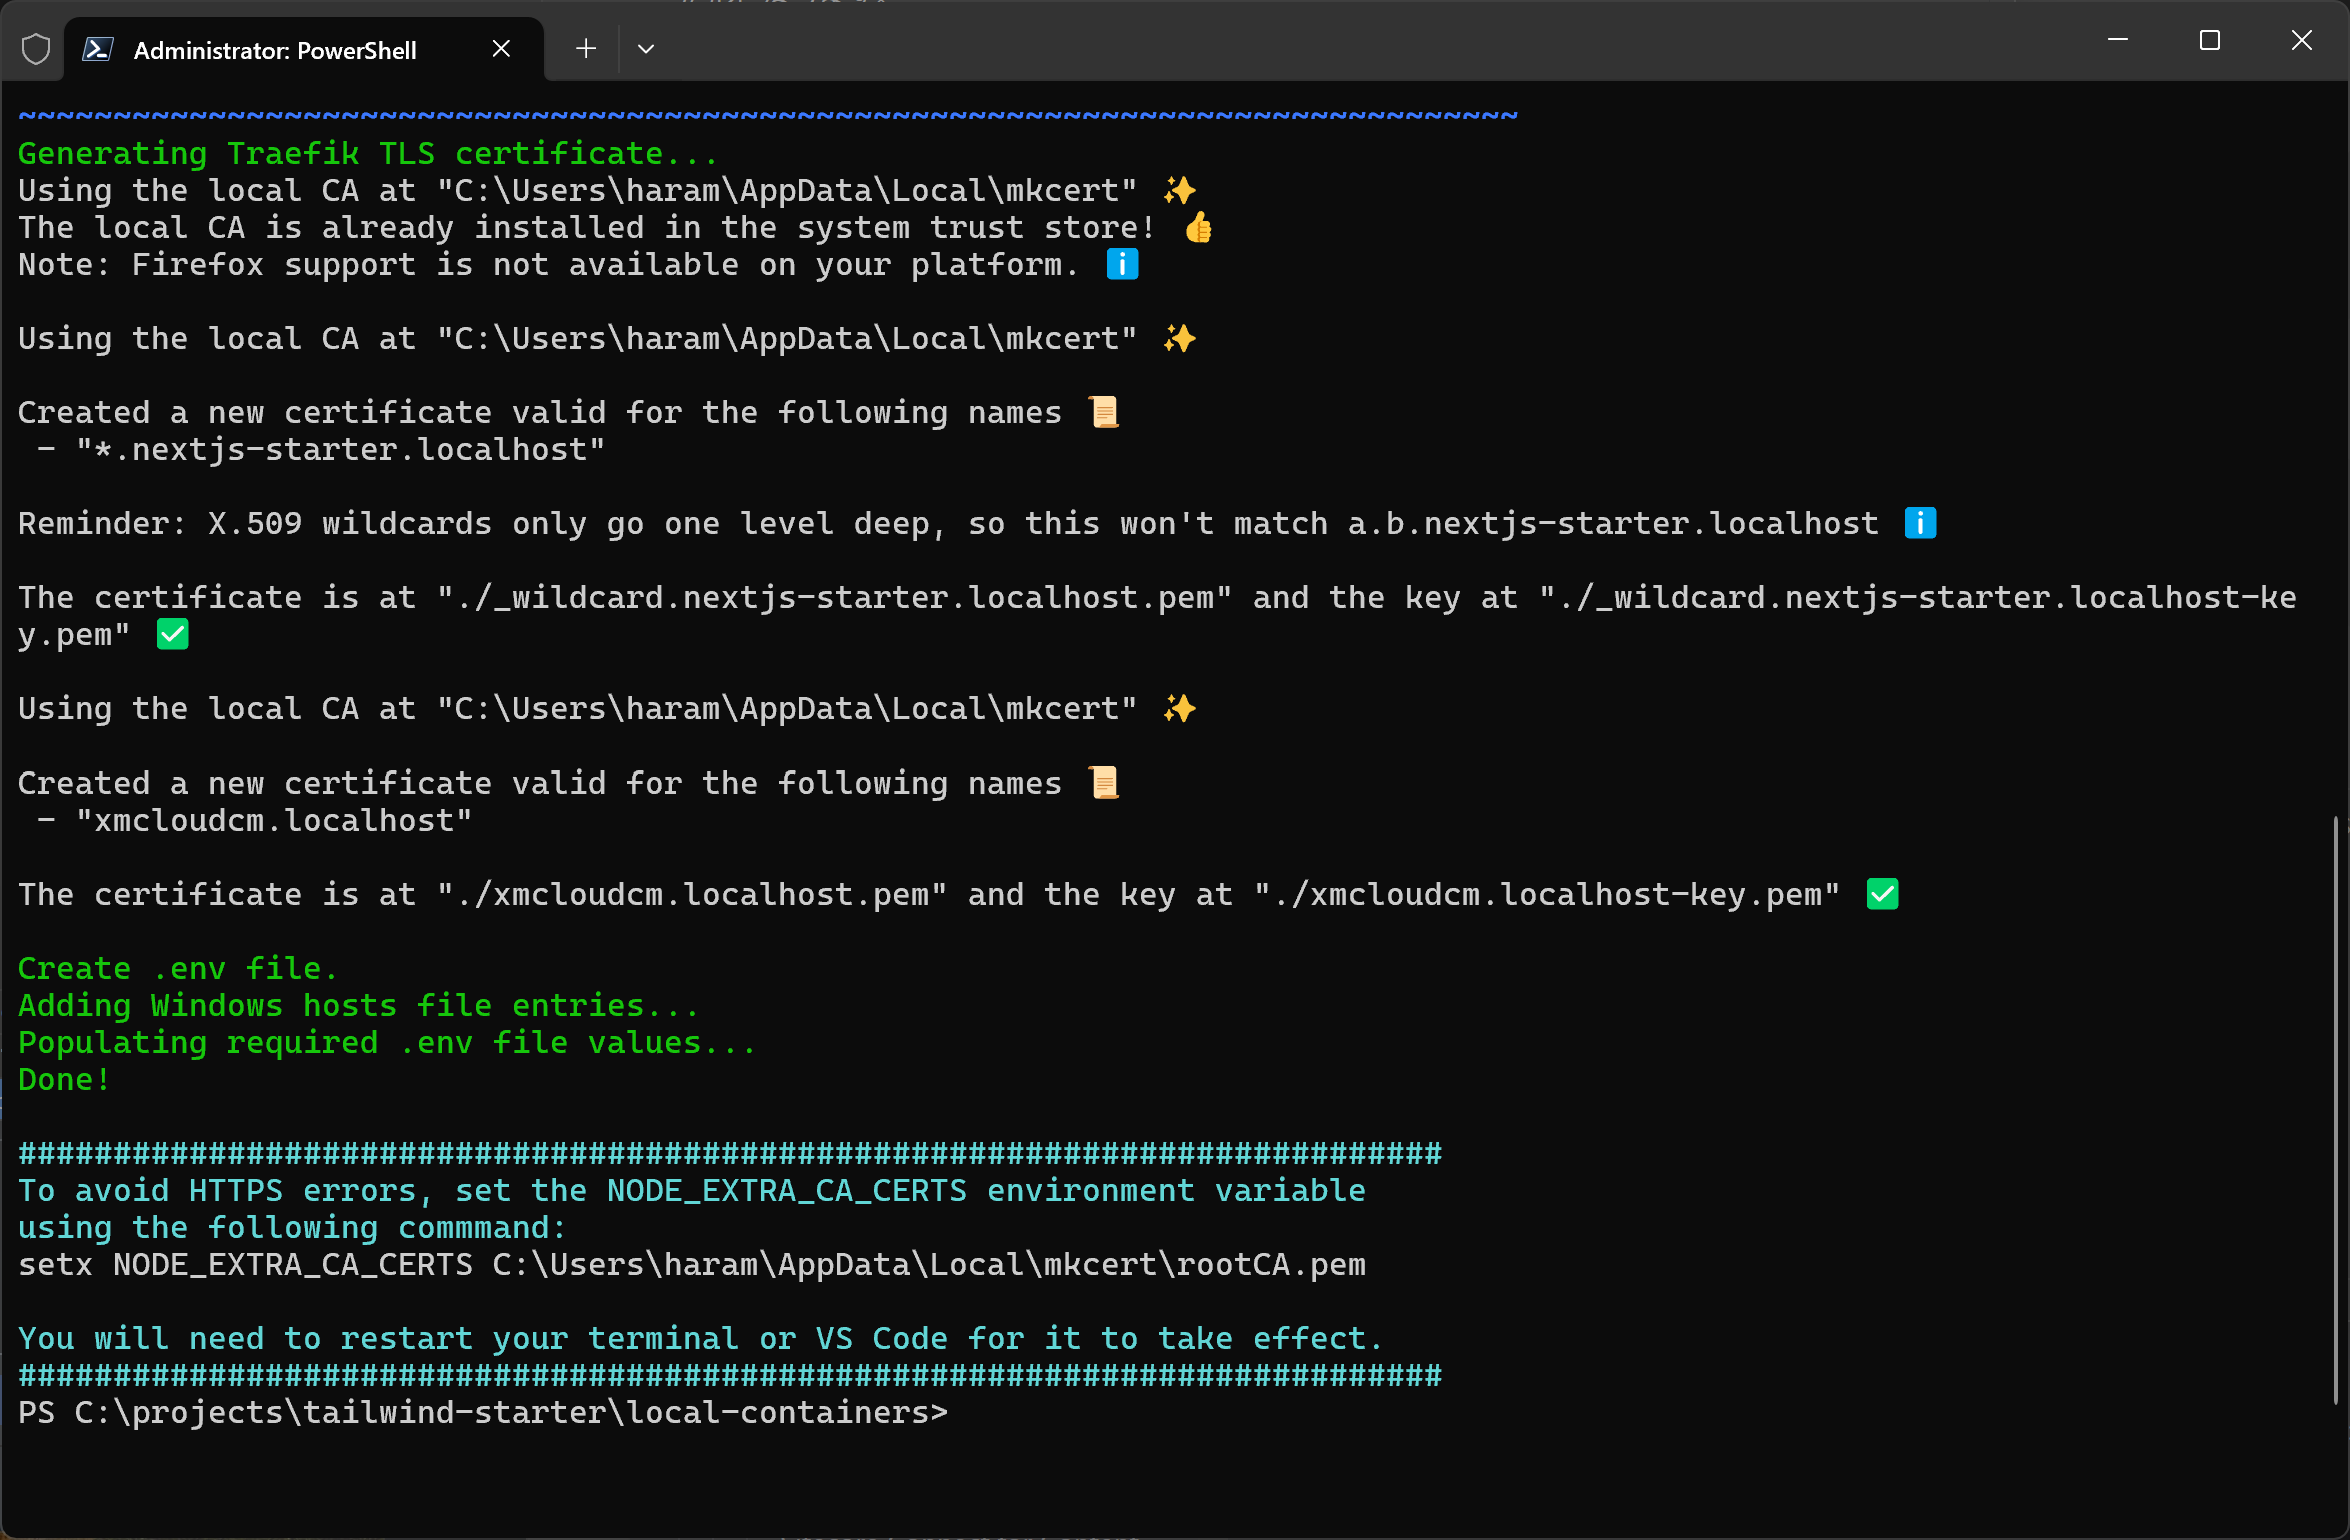 Administrator: PowerShell
~~~~~~~~~~~~~~~~~~~~~~~~~~~~~~~~~~~~~~~~~~~~~~~~~~~~~~~~~~~~~~~~~~~~~~~~~~~~~~~
Generating Traefik TLS certificate...
Using the local CA at "C:\Users\haram\AppData\Local\mkcert" ✨
The local CA is already installed in the system trust store! 👍
Note: Firefox support is not available on your platform. ℹ️
Using the local CA at "C:\Users\haram\AppData\Local\mkcert" ✨
Created a new certificate valid for the following names 📜
 - "*.nextjs-starter.localhost"
Reminder: X.509 wildcards only go one level deep, so this won't match a.b.nextjs-starter.localhost ℹ️
The certificate is at "./_wildcard.nextjs-starter.localhost.pem" and the key at "./_wildcard.nextjs-starter.localhost-ke
y.pem" ✅
Using the local CA at "C:\Users\haram\AppData\Local\mkcert" ✨
Created a new certificate valid for the following names 📜
 - "xmcloudcm.localhost"
The certificate is at "./xmcloudcm.localhost.pem" and the key at "./xmcloudcm.localhost-key.pem" ✅
Create .env file.
Adding Windows hosts file entries...
Populating required .env file values...
Done!
###########################################################################
To avoid HTTPS errors, set the NODE_EXTRA_CA_CERTS environment variable
using the following commmand:
setx NODE_EXTRA_CA_CERTS C:\Users\haram\AppData\Local\mkcert\rootCA.pem
You will need to restart your terminal or VS Code for it to take effect.
###########################################################################
PS C:\projects\tailwind-starter\local-containers>